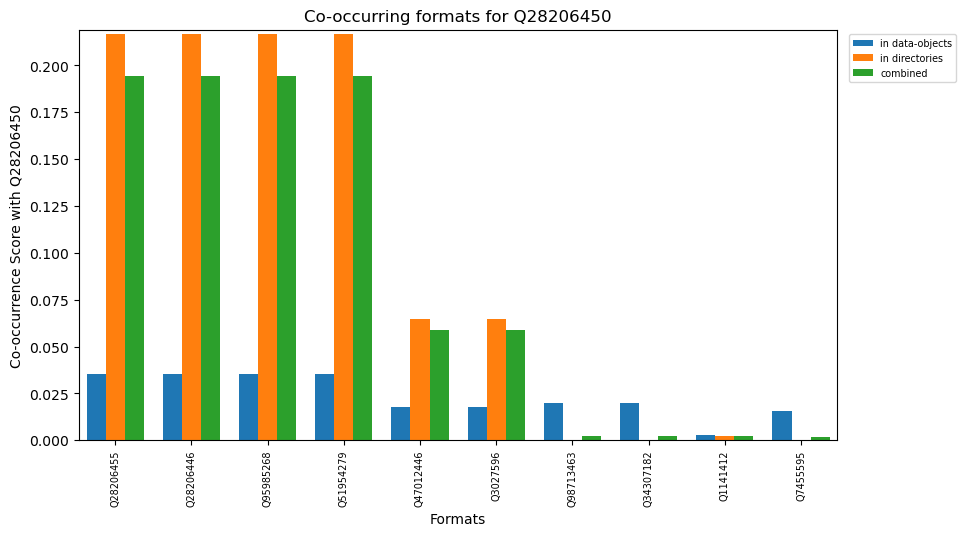 Co-occurring formats for Q28206450
in data-objects
in directories
combined
Co-occurrence Score with Q28206450
0.200
0.175
0.150
0.125
0.100
0.075
0.050
0.025
0.000
Q28206455
Q28206446
Q95985268
Q51954279
Q47012446
Q3027596
Q98713463
Q34307182
Q1141412
Q7455595
Formats